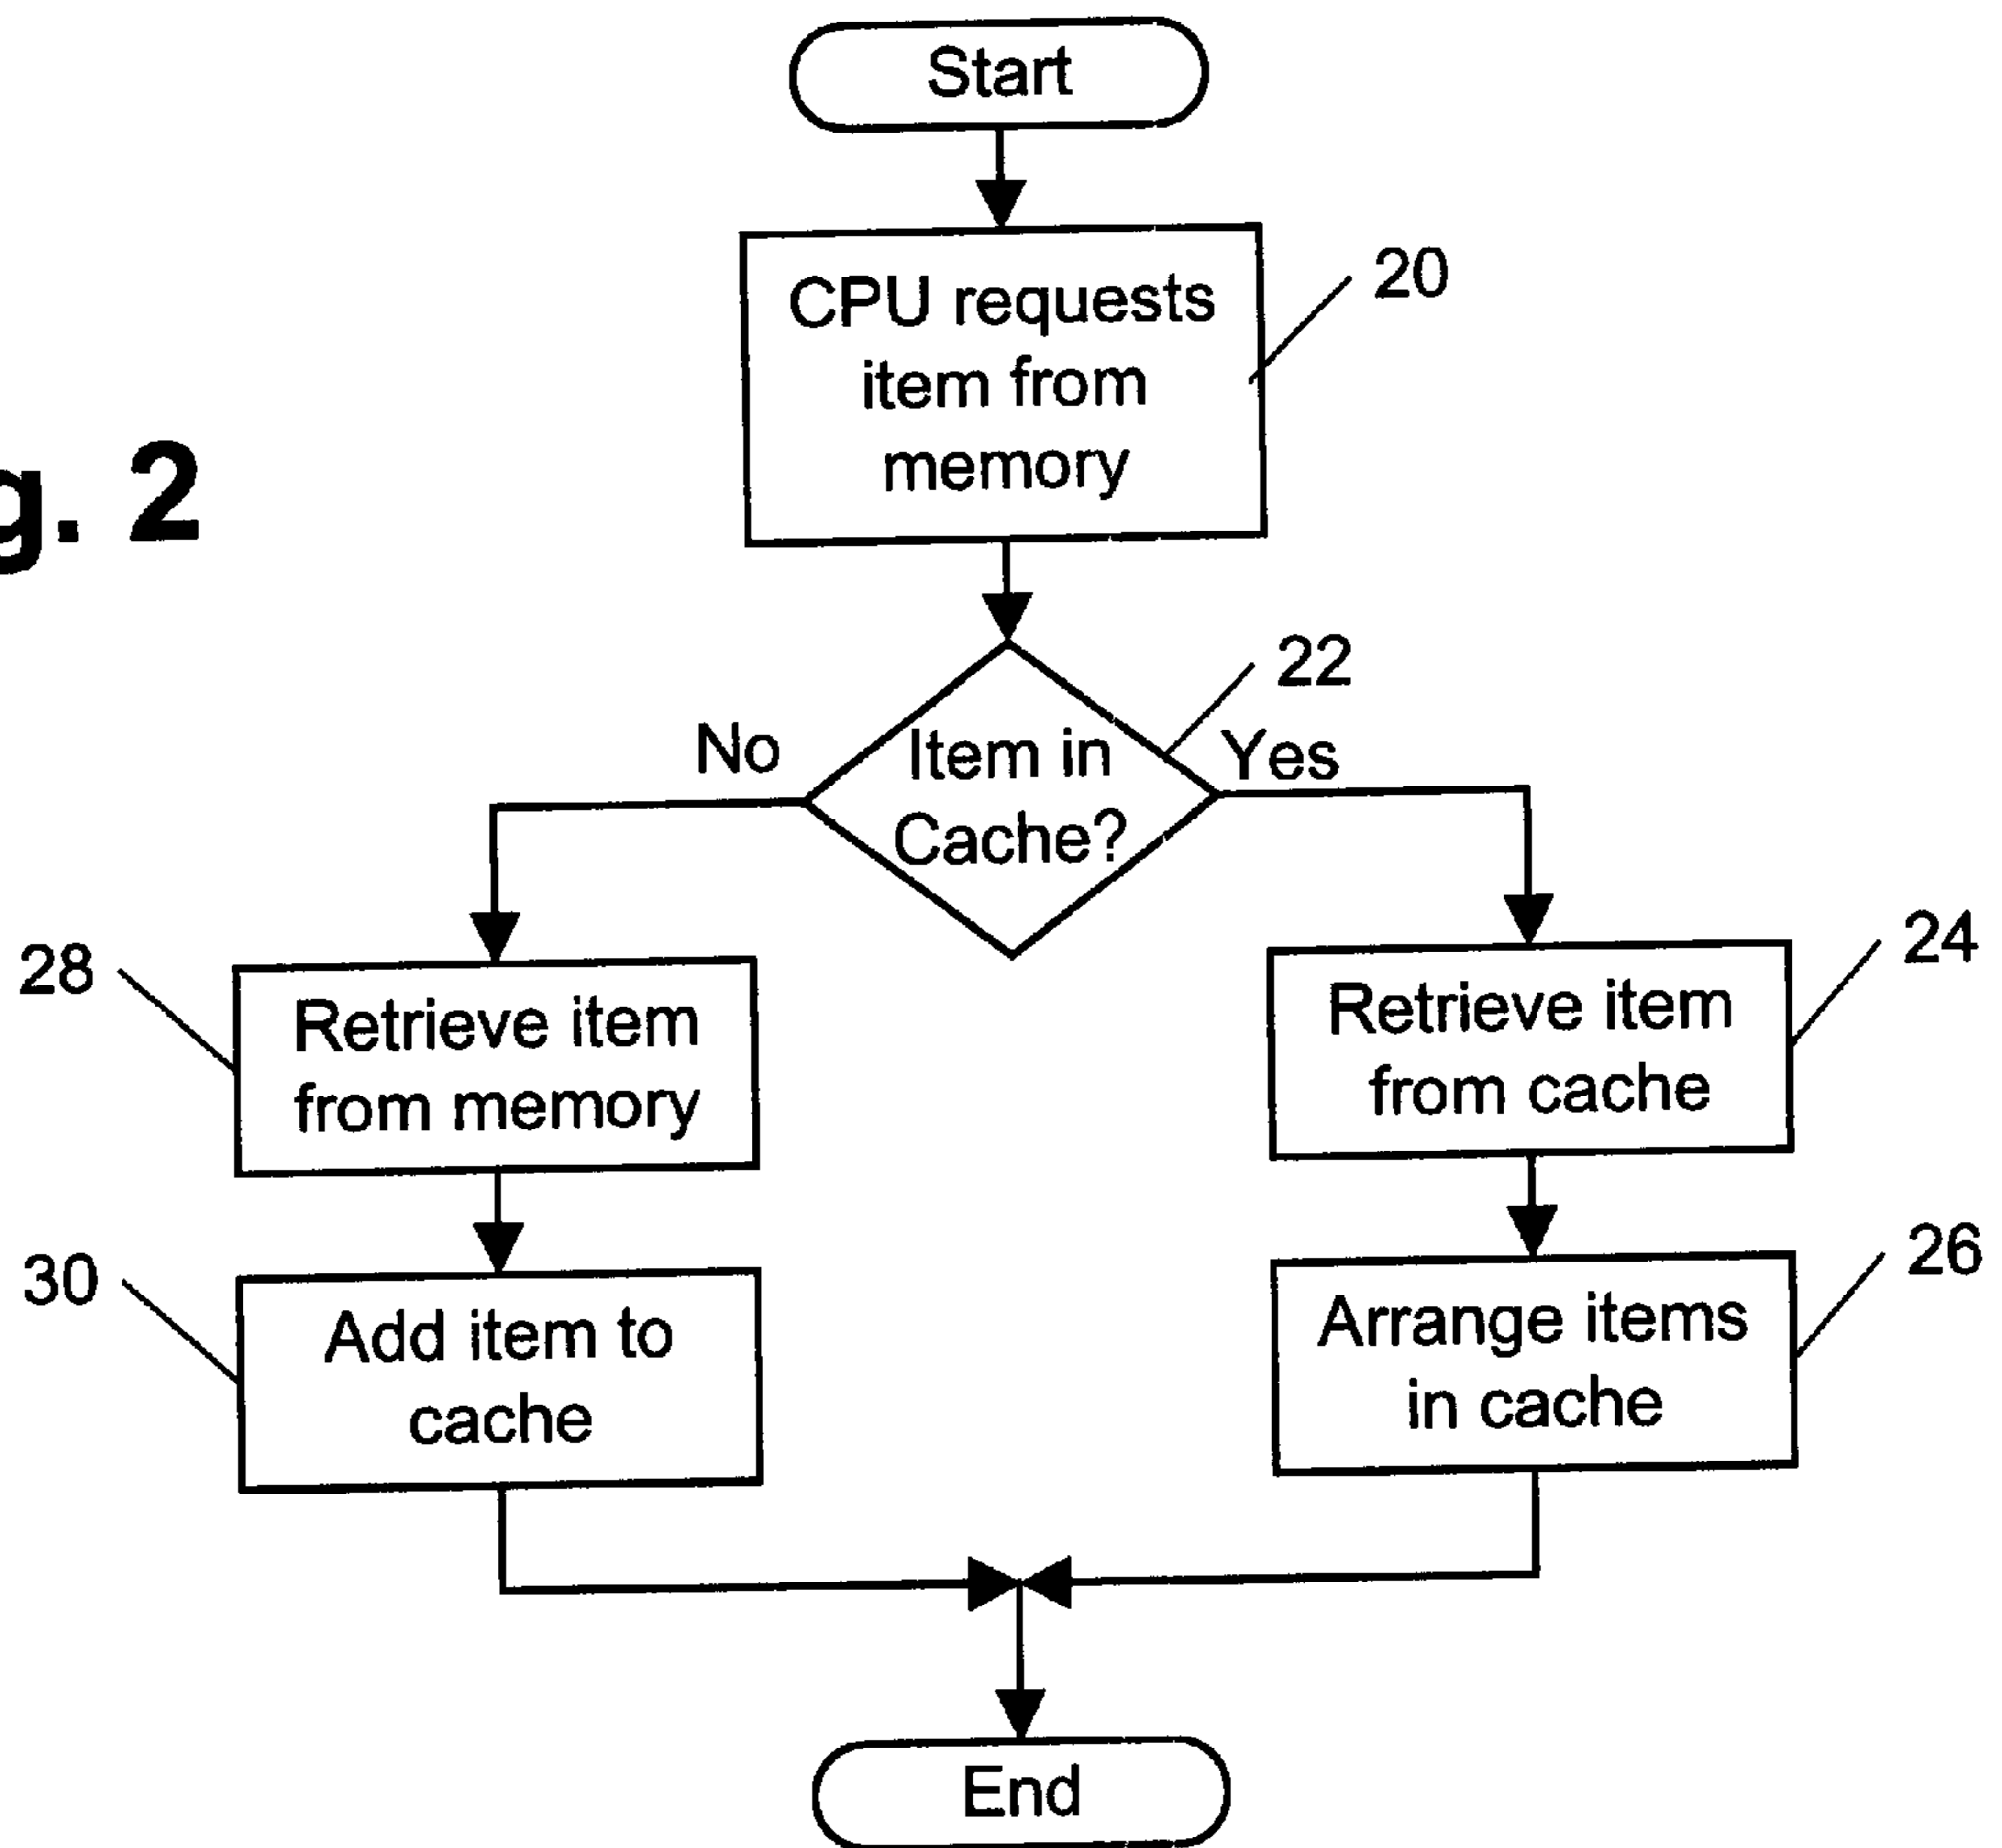 Start
CPU requests
item from
memory
20
g. 2
22
No
Item in
Cache?
Yes
28
Retrieve item
from memory
24
Retrieve item
from cache
30
Add item to
cache
26
Arrange items
in cache
End